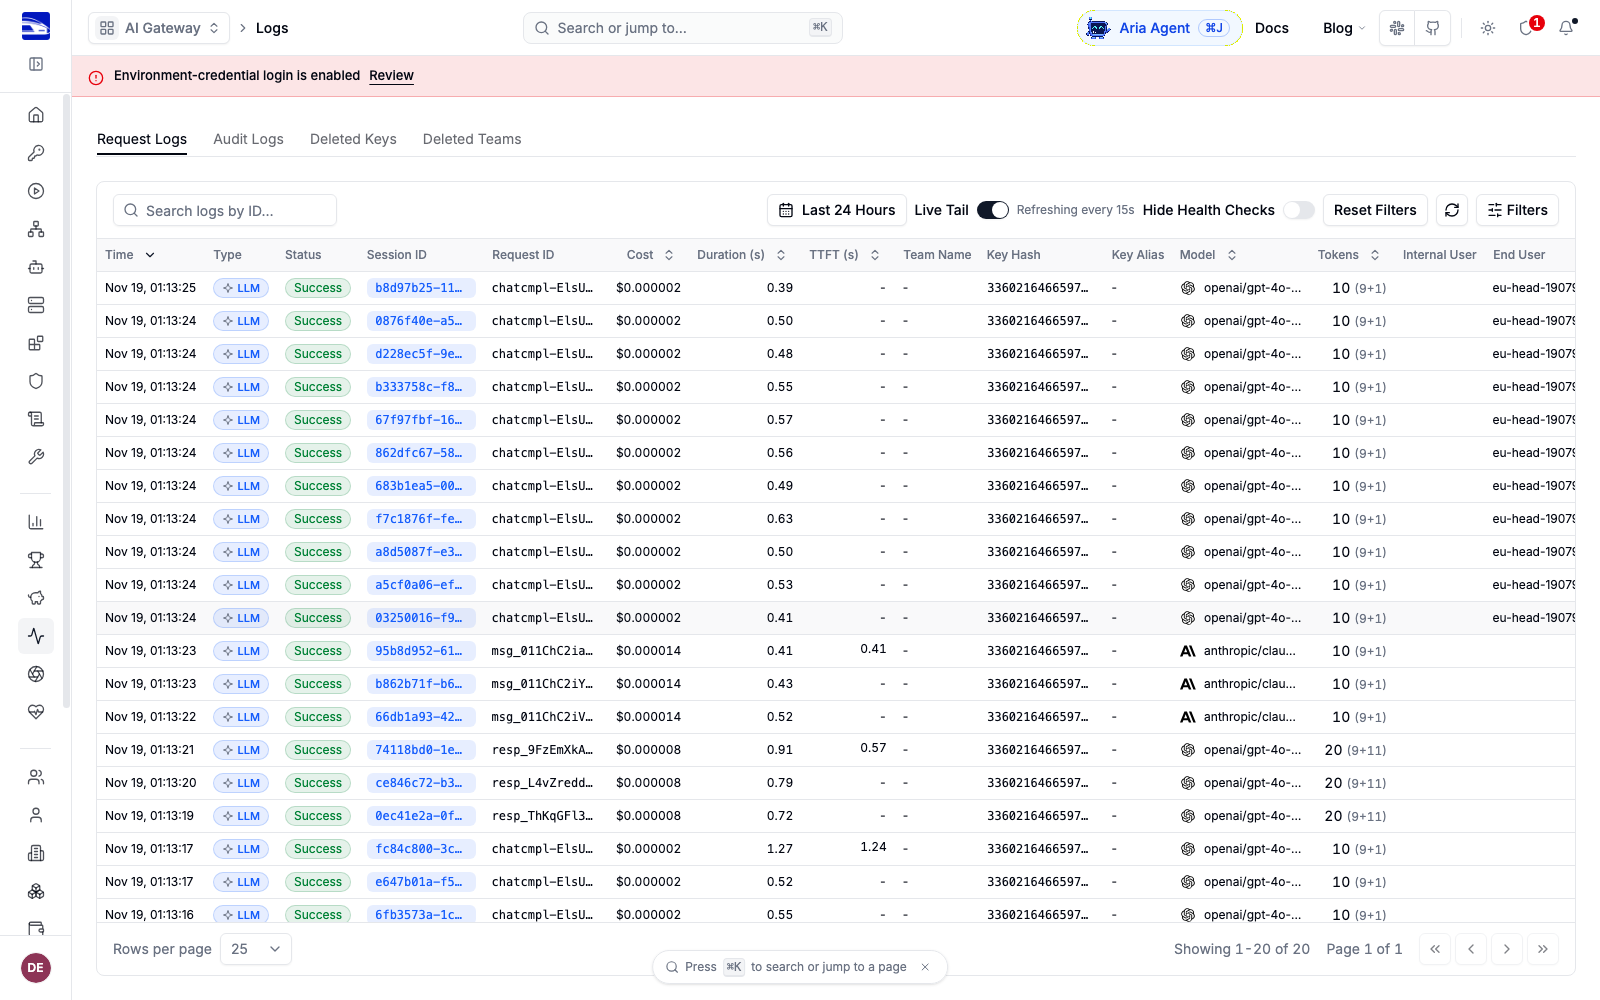 AI Gateway
Logs
Search or jump to...
⌘K
Aria Agent ⌘J
Docs
Blog
1
Environment-credential login is enabled Review
Request Logs Audit Logs Deleted Keys Deleted Teams
Search logs by ID...
Last 24 Hours Live Tail Refreshing every 15s Hide Health Checks Reset Filters Filters
Time Type Status Session ID Request ID Cost Duration (s) TTFT (s) Team Name Key Hash Key Alias Model Tokens Internal User End User
Nov 19, 01:13:25 LLM Success b8d97b25-11... chatcmpl-ElsU... $0.000002 0.39 - - 3360216466597... - openai/gpt-4o-... 10 (9+1) eu-head-19079
Nov 19, 01:13:24 LLM Success 0876f40e-a5... chatcmpl-ElsU... $0.000002 0.50 - - 3360216466597... - openai/gpt-4o-... 10 (9+1) eu-head-19079
Nov 19, 01:13:24 LLM Success d228ec5f-9e... chatcmpl-ElsU... $0.000002 0.48 - - 3360216466597... - openai/gpt-4o-... 10 (9+1) eu-head-19079
Nov 19, 01:13:24 LLM Success b333758c-f8... chatcmpl-ElsU... $0.000002 0.55 - - 3360216466597... - openai/gpt-4o-... 10 (9+1) eu-head-19079
Nov 19, 01:13:24 LLM Success 67f97fbf-16... chatcmpl-ElsU... $0.000002 0.57 - - 3360216466597... - openai/gpt-4o-... 10 (9+1) eu-head-19079
Nov 19, 01:13:24 LLM Success 862dfc67-58... chatcmpl-ElsU... $0.000002 0.56 - - 3360216466597... - openai/gpt-4o-... 10 (9+1) eu-head-19079
Nov 19, 01:13:24 LLM Success 683b1ea5-00... chatcmpl-ElsU... $0.000002 0.49 - - 3360216466597... - openai/gpt-4o-... 10 (9+1) eu-head-19079
Nov 19, 01:13:24 LLM Success f7c1876f-fe... chatcmpl-ElsU... $0.000002 0.63 - - 3360216466597... - openai/gpt-4o-... 10 (9+1) eu-head-19079
Nov 19, 01:13:24 LLM Success a8d5087f-e3... chatcmpl-ElsU... $0.000002 0.50 - - 3360216466597... - openai/gpt-4o-... 10 (9+1) eu-head-19079
Nov 19, 01:13:24 LLM Success a5cf0a06-ef... chatcmpl-ElsU... $0.000002 0.53 - - 3360216466597... - openai/gpt-4o-... 10 (9+1) eu-head-19079
Nov 19, 01:13:24 LLM Success 03250016-f9... chatcmpl-ElsU... $0.000002 0.41 - - 3360216466597... - openai/gpt-4o-... 10 (9+1) eu-head-19079
Nov 19, 01:13:23 LLM Success 95b8d952-61... msg_011ChC2ia... $0.000014 0.41 0.41 - 3360216466597... - anthropic/clau... 10 (9+1)
Nov 19, 01:13:23 LLM Success b862b71f-b6... msg_011ChC2iY... $0.000014 0.43 - - 3360216466597... - anthropic/clau... 10 (9+1)
Nov 19, 01:13:22 LLM Success 66db1a93-42... msg_011ChC2iV... $0.000014 0.52 - - 3360216466597... - anthropic/clau... 10 (9+1)
Nov 19, 01:13:21 LLM Success 74118bd0-1e... resp_9FzEmXkA... $0.000008 0.91 0.57 - 3360216466597... - openai/gpt-4o-... 20 (9+11)
Nov 19, 01:13:20 LLM Success ce846c72-b3... resp_L4vZredd... $0.000008 0.79 - - 3360216466597... - openai/gpt-4o-... 20 (9+11)
Nov 19, 01:13:19 LLM Success 0ec41e2a-0f... resp_ThKqGFl3... $0.000008 0.72 - - 3360216466597... - openai/gpt-4o-... 20 (9+11)
Nov 19, 01:13:17 LLM Success fc84c800-3c... chatcmpl-ElsU... $0.000002 1.27 1.24 - 3360216466597... - openai/gpt-4o-... 10 (9+1)
Nov 19, 01:13:17 LLM Success e647b01a-f5... chatcmpl-ElsU... $0.000002 0.52 - - 3360216466597... - openai/gpt-4o-... 10 (9+1)
Nov 19, 01:13:16 LLM Success 6fb3573a-1c... chatcmpl-ElsU... $0.000002 0.55 - - 3360216466597... - openai/gpt-4o-... 10 (9+1)
Rows per page 25 Showing 1-20 of 20 Page 1 of 1
Press ⌘K to search or jump to a page
DE